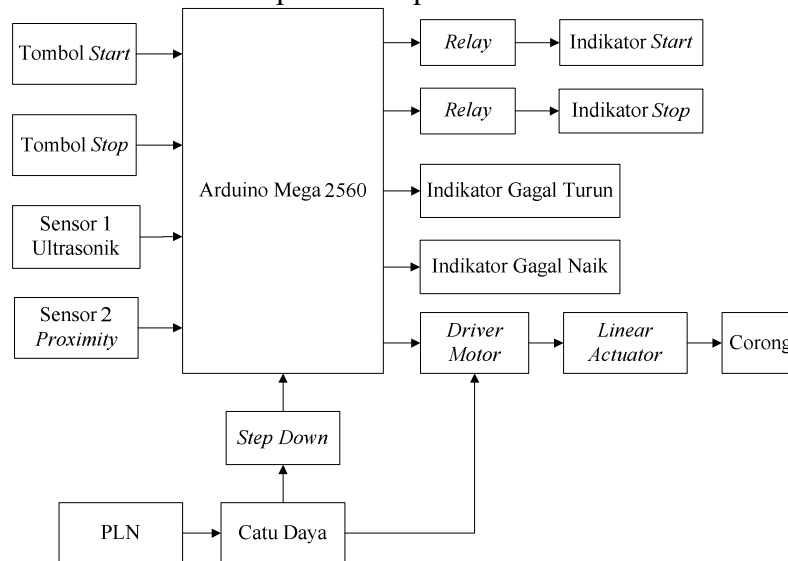 Tombol Start
Tombol Stop
Sensor 1
Ultrasonik
Sensor 2
Proximity
Arduino Mega 2560
Relay
Indikator Start
Relay
Indikator Stop
Indikator Gagal Turun
Indikator Gagal Naik
Driver
Motor
Linear
Actuator
Corong
Step Down
PLN
Catu Daya